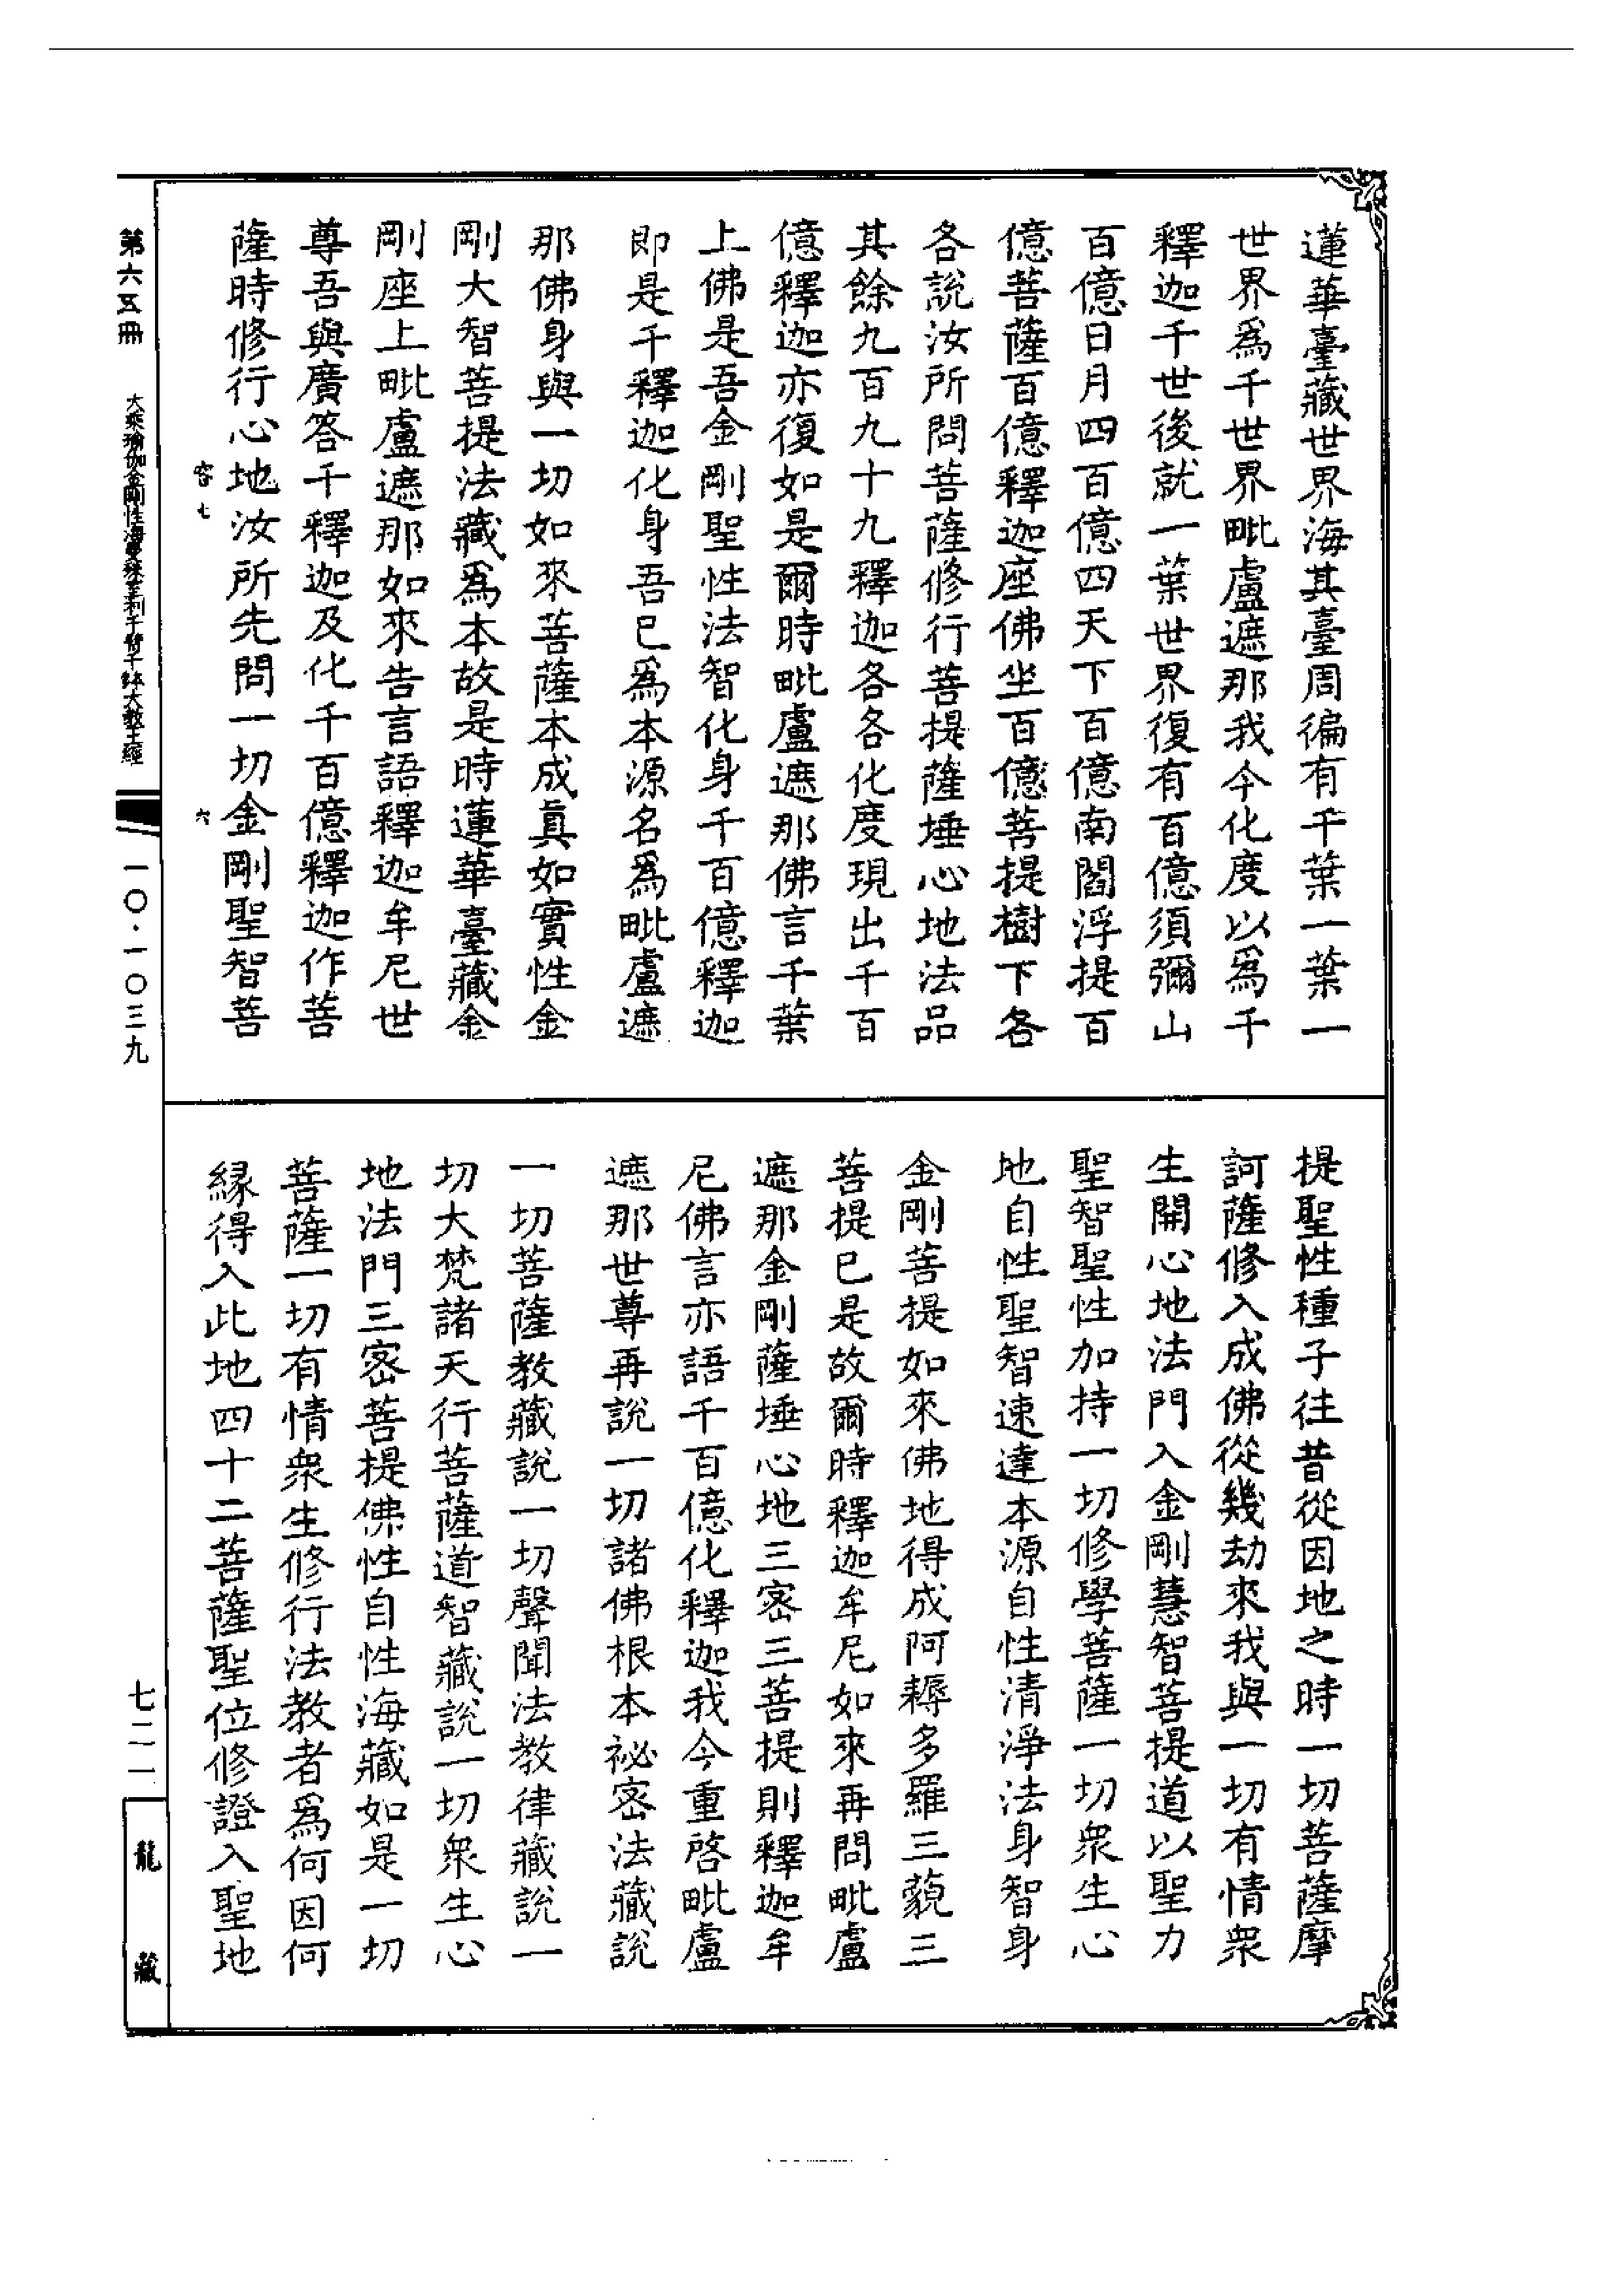 蓮華臺藏世界海其臺周徧有千葉一葉一
世界爲千世界毗盧遮那我今化度以爲千
釋迦千世後就一葉世界復有百億須彌山
百億日月四百億四天下百億南閻浮提百
億菩薩百億釋迦座佛坐百億菩提樹下各
各說汝所問菩薩修行菩提薩埵心地法品
其餘九百九十九釋迦各各化度現出千百
億釋迦亦復如是爾時毗盧遮那佛言千葉
上佛是吾金剛聖性法智化身千百億釋迦
即是千釋迦化身吾已爲本源名爲毗盧遮
那佛身與一切如來菩薩本成真如實性金
剛大智菩提法藏爲本故是時蓮華臺藏金
剛座上毗盧遮那如來告言語釋迦牟尼世
尊吾與廣答千釋迦及化千百億釋迦作菩
薩時修行心地汝所先問一切金剛聖智菩
容七
六
提聖性種子往昔從因地之時一切菩薩摩
訶薩修入成佛從幾劫來我與一切有情衆
生開心地法門入金剛慧智菩提道以聖力
聖智聖性加持一切修學菩薩一切衆生心
地自性聖智速達本源自性清淨法身智身
金剛菩提如來佛地得成阿耨多羅三藐三
菩提已是故爾時釋迦牟尼如來再問毗盧
遮那金剛薩埵心地三密三菩提則釋迦牟
尼佛言亦語千百億化釋迦我今重啓毗盧
遮那世尊再說一切諸佛根本祕密法藏說
一切菩薩教藏說一切聲聞法教律藏說一
切大梵諸天行菩薩道智藏說一切衆生心
地法門三密菩提佛性自性海藏如是一切
菩薩一切有情衆生修行法教者爲何因何
緣得入此地四十二菩薩聖位修證入聖地
第六五冊
大乘瑜伽金剛性海曼殊室利千臂千鉢大教王經
一〇·一〇三九
七二一
龍藏